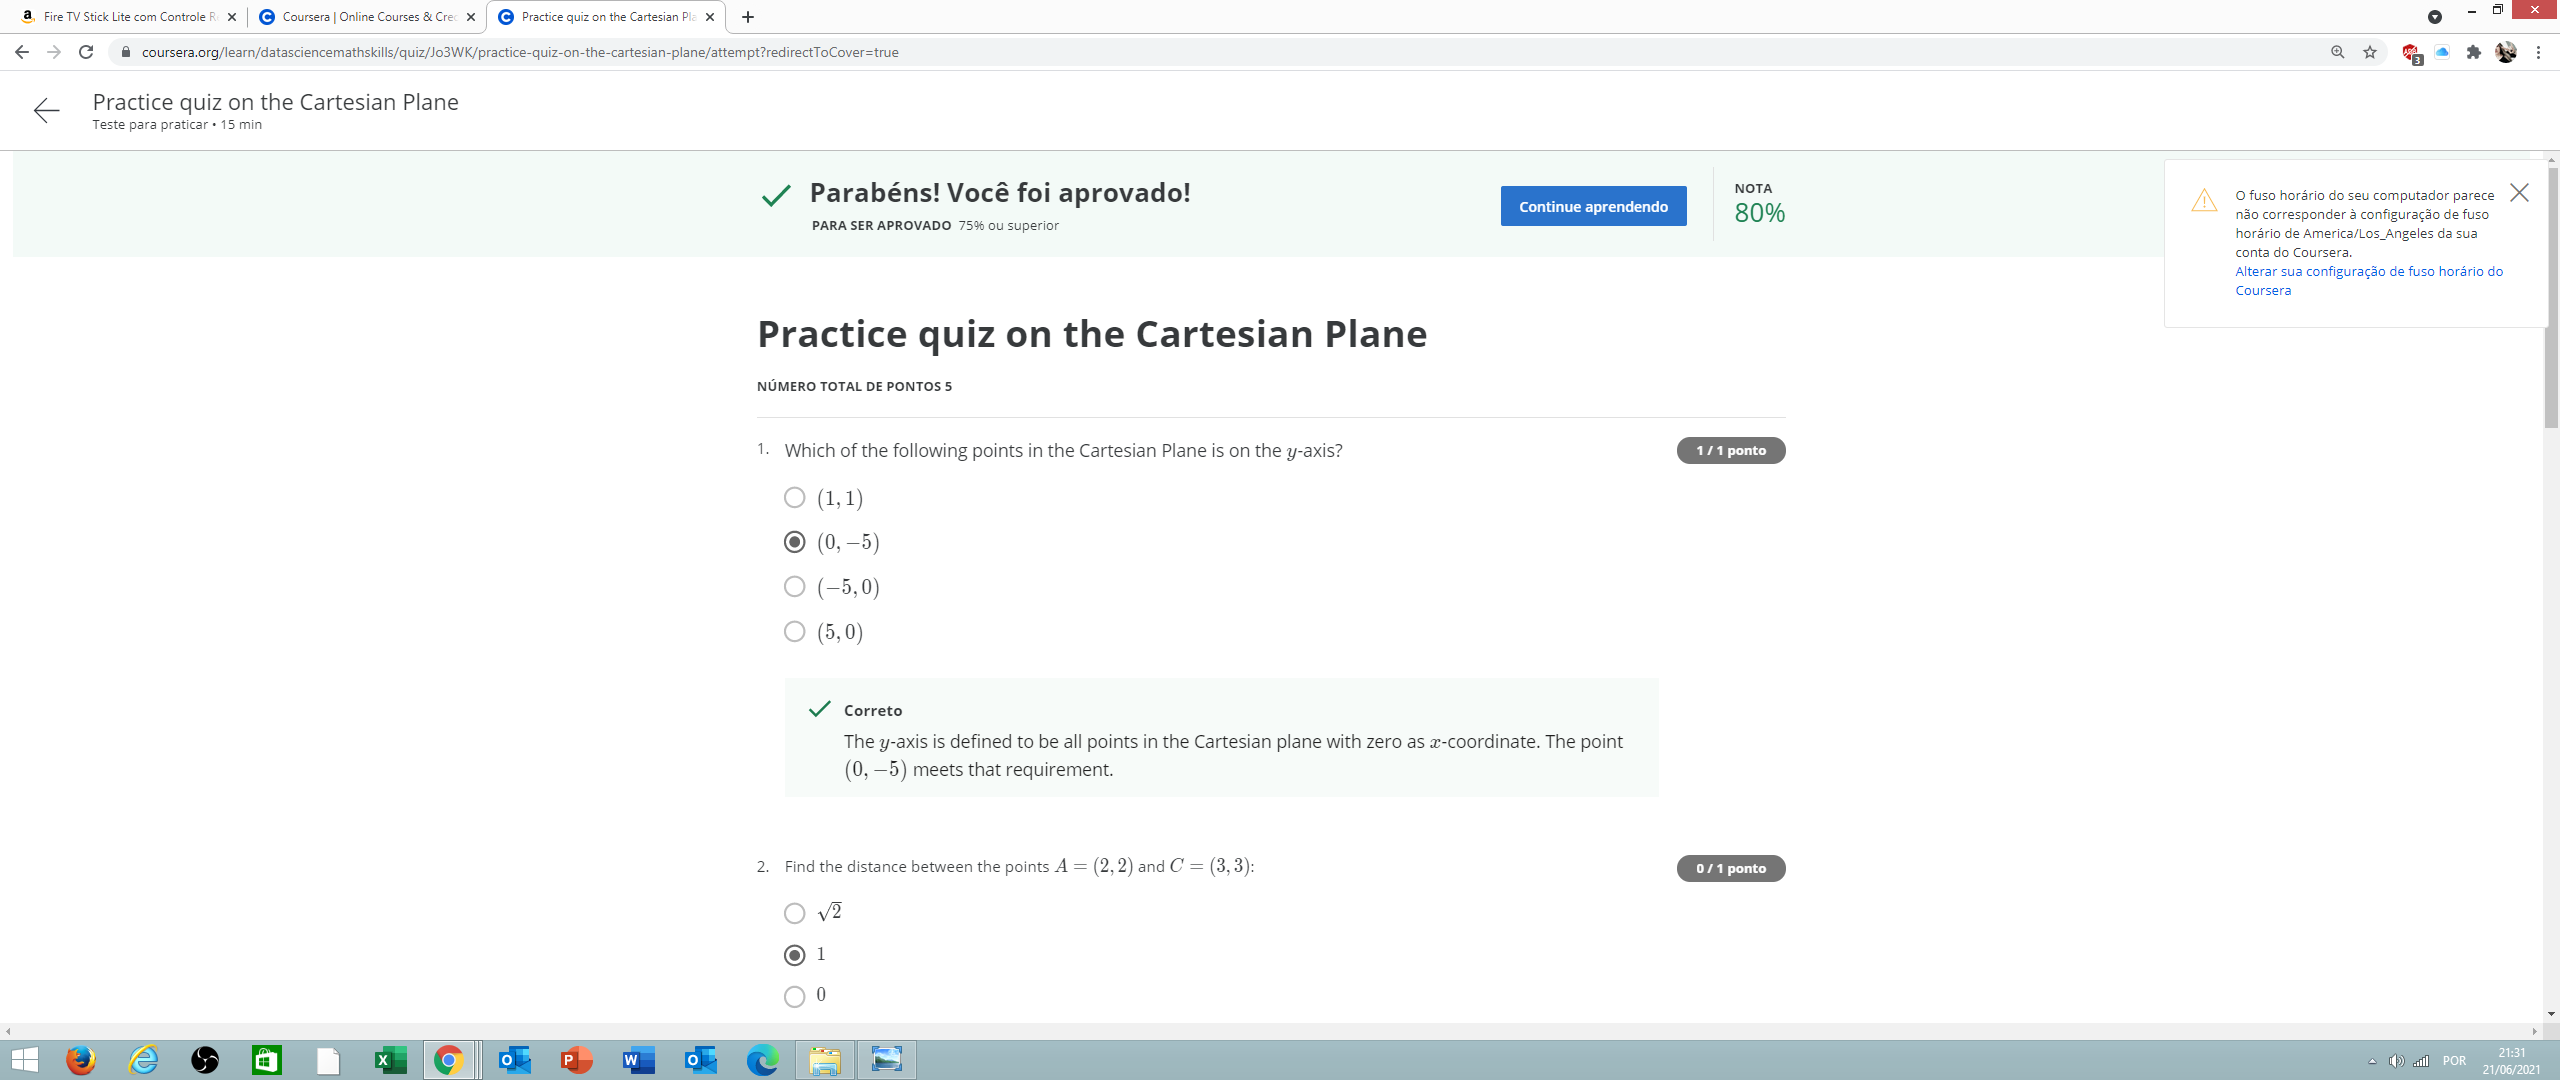 Fire TV Stick Lite com Controle R
Coursera | Online Courses & Cred
Practice quiz on the Cartesian Pla
coursera.org/learn/datasciencemathskills/quiz/Jo3WK/practice-quiz-on-the-cartesian-plane/attempt?redirectToCover=true
3
Practice quiz on the Cartesian Plane
Teste para praticar • 15 min
Parabéns! Você foi aprovado!
PARA SER APROVADO 75% ou superior
Continue aprendendo
NOTA
80%
O fuso horário do seu computador parece
não corresponder à configuração de fuso
horário de America/Los_Angeles da sua
conta do Coursera.
Alterar sua configuração de fuso horário do
Coursera
Practice quiz on the Cartesian Plane
NÚMERO TOTAL DE PONTOS 5
1. Which of the following points in the Cartesian Plane is on the y-axis?
1 / 1 ponto
(1, 1)
(0, −5)
(−5, 0)
(5, 0)
Correto
The y-axis is defined to be all points in the Cartesian plane with zero as x-coordinate. The point
(0, −5) meets that requirement.
2. Find the distance between the points A = (2, 2) and C = (3, 3):
0 / 1 ponto
√2
1
0
POR
21:31
21/06/2021